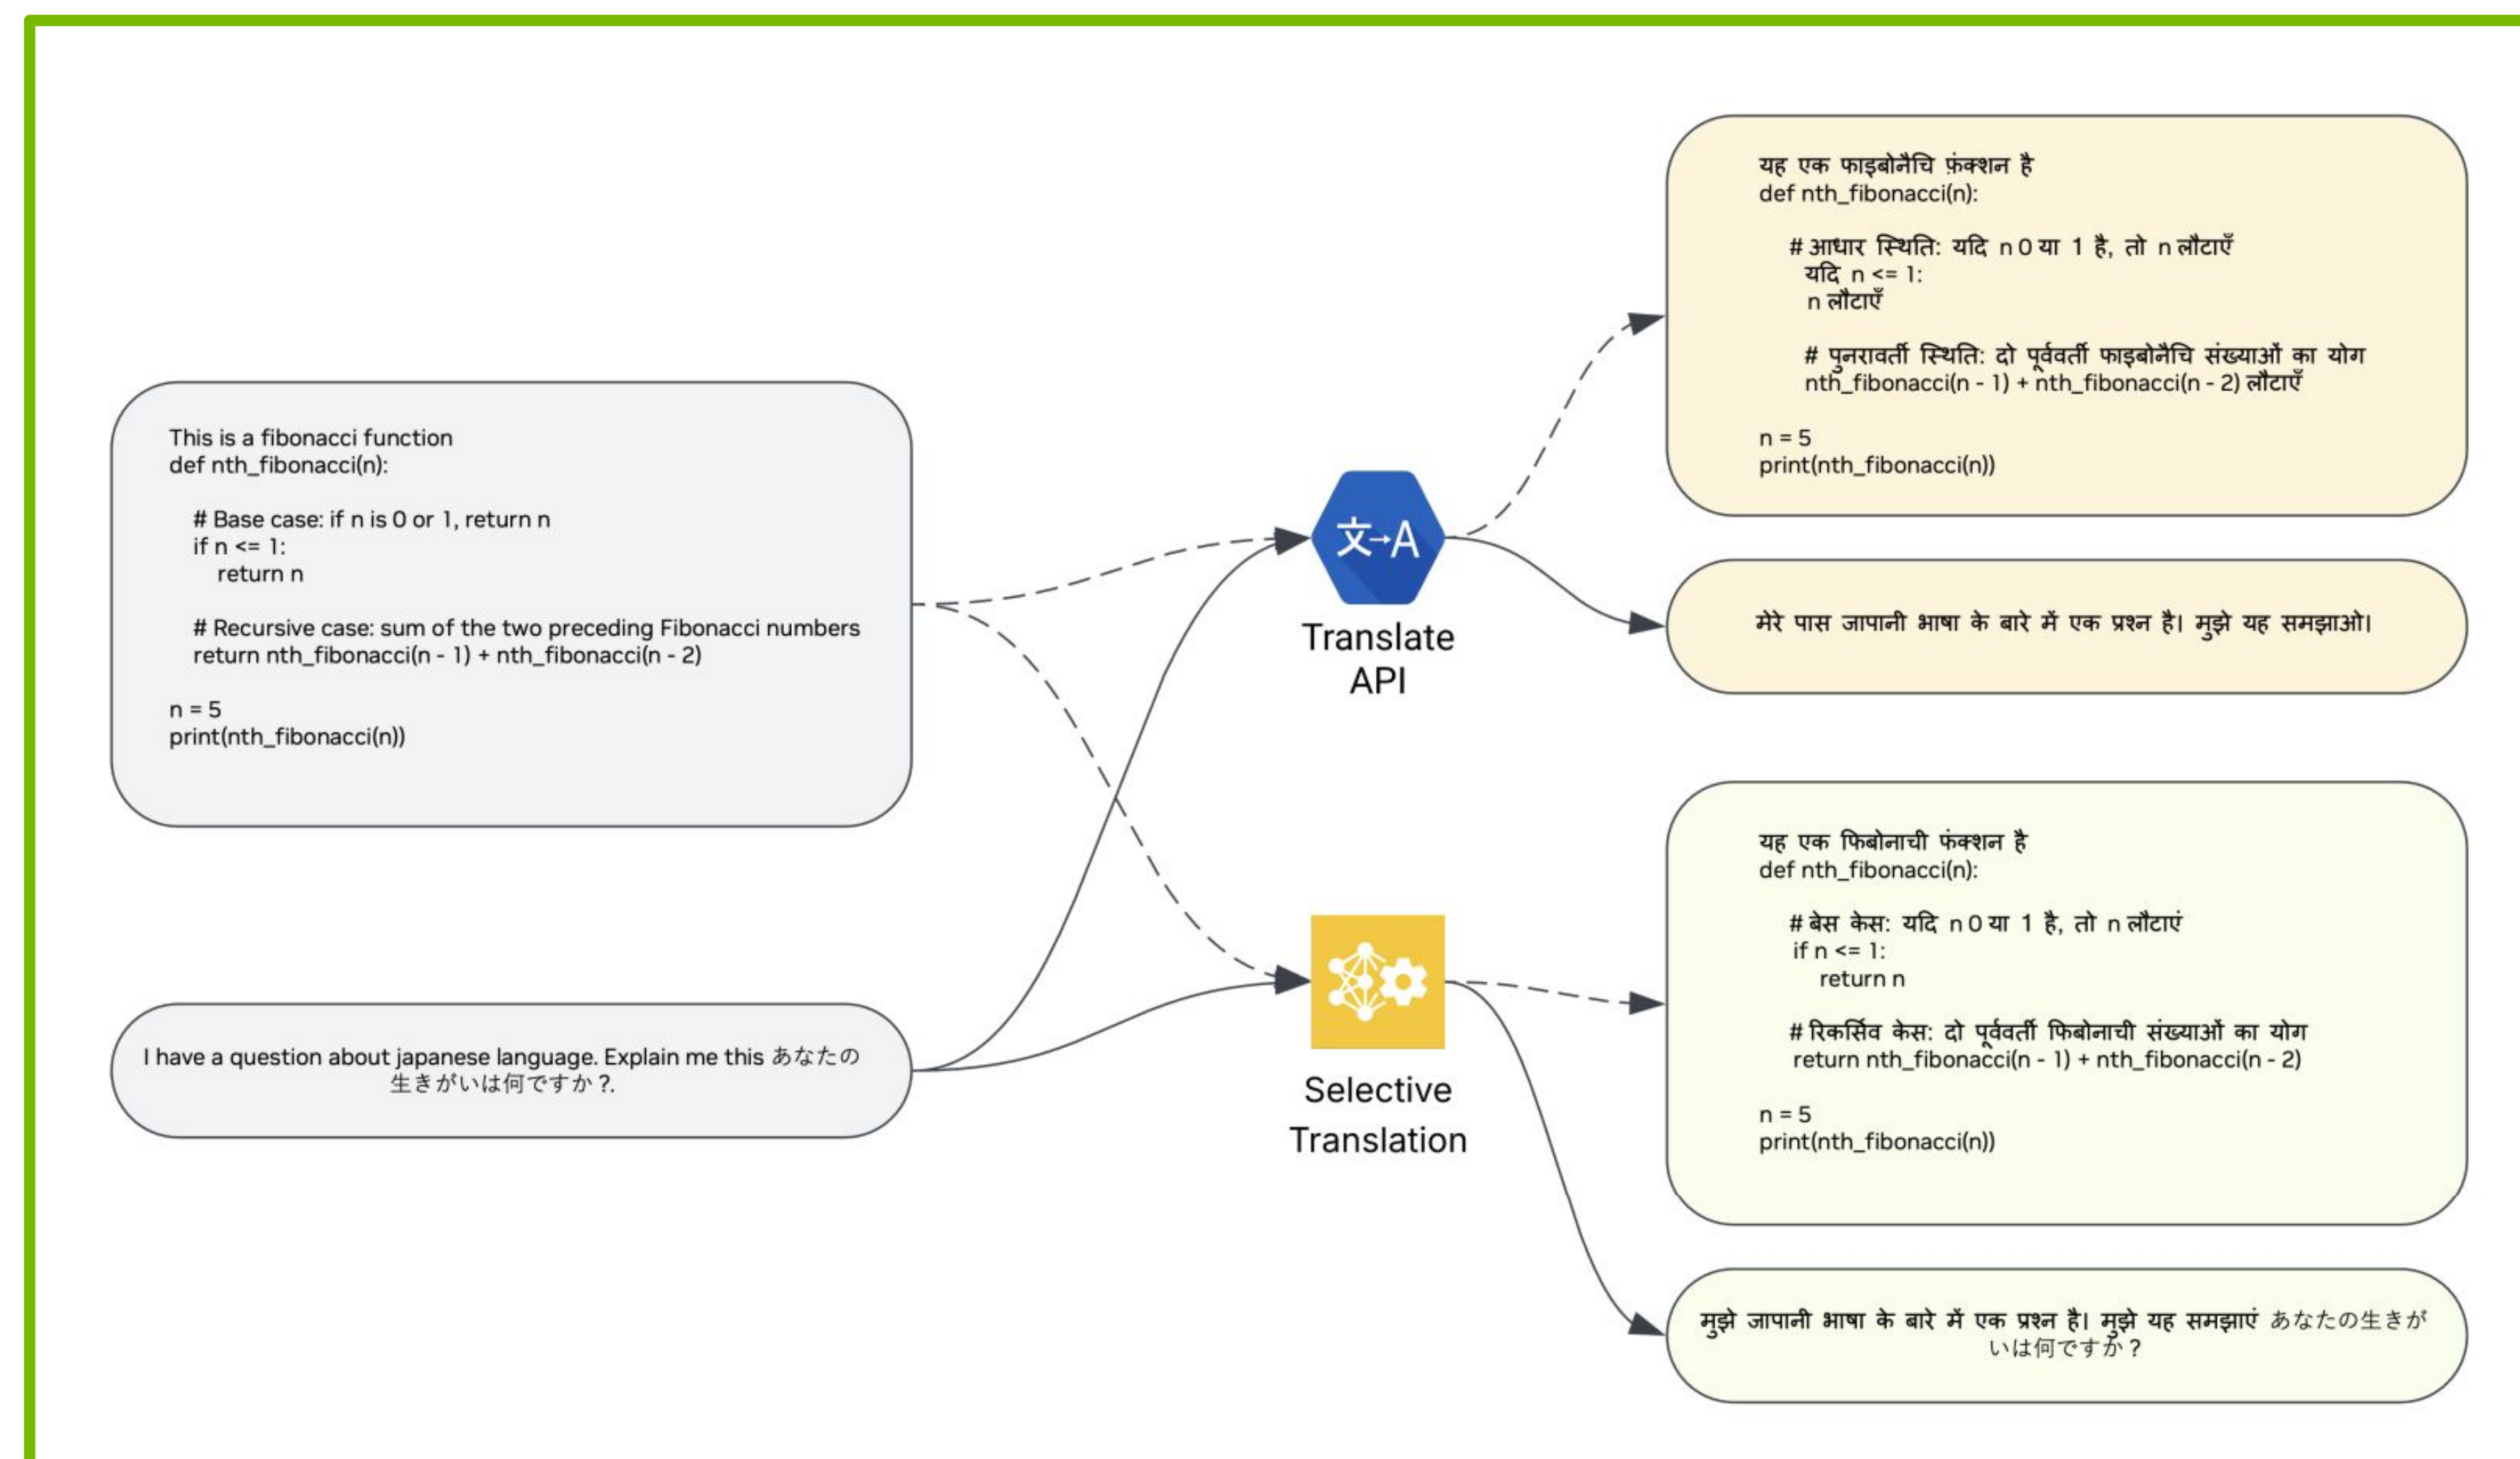 This is a fibonacci function
def nth_fibonacci(n):
# Base case: if n is 0 or 1, return n
if n <= 1:
return n
# Recursive case: sum of the two preceding Fibonacci numbers
return nth_fibonacci(n - 1) + nth_fibonacci(n - 2)
n = 5
print(nth_fibonacci(n))
I have a question about japanese language. Explain me this あなたの
生きがいは何ですか ?.
文→A
Translate
API
Selective
Translation
यह एक फाइबोनैचि फ़ंक्शन है
def nth_fibonacci(n):
# आधार स्थिति: यदि n 0 या 1 है, तो n लौटाएँ
यदि n <= 1:
n लौटाएँ
# पुनरावर्ती स्थिति: दो पूर्ववर्ती फाइबोनैचि संख्याओं का योग
nth_fibonacci(n - 1) + nth_fibonacci(n - 2) लौटाएँ
n = 5
print(nth_fibonacci(n))
मेरे पास जापानी भाषा के बारे में एक प्रश्न है। मुझे यह समझाओ।
यह एक फिबोनाची फंक्शन है
def nth_fibonacci(n):
# बेस केस: यदि n 0 या 1 है, तो n लौटाएं
if n <= 1:
return n
# रिकर्सिव केस: दो पूर्ववर्ती फिबोनाची संख्याओं का योग
return nth_fibonacci(n - 1) + nth_fibonacci(n - 2)
n = 5
print(nth_fibonacci(n))
मुझे जापानी भाषा के बारे में एक प्रश्न है। मुझे यह समझाएं あなたの生きが
いは何ですか ?